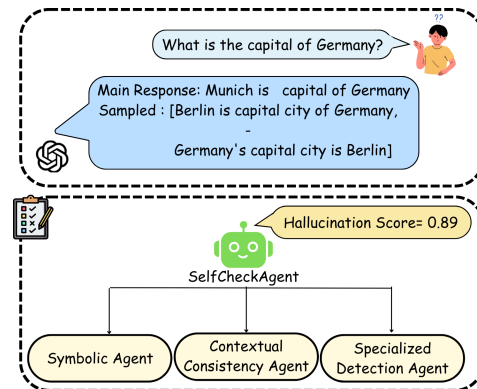 ??
What is the capital of Germany?
Main Response: Munich is capital of Germany
Sampled : [Berlin is capital city of Germany,
-
Germany's capital city is Berlin]
Hallucination Score= 0.89
SelfCheckAgent
Symbolic Agent
Contextual
Consistency Agent
Specialized
Detection Agent